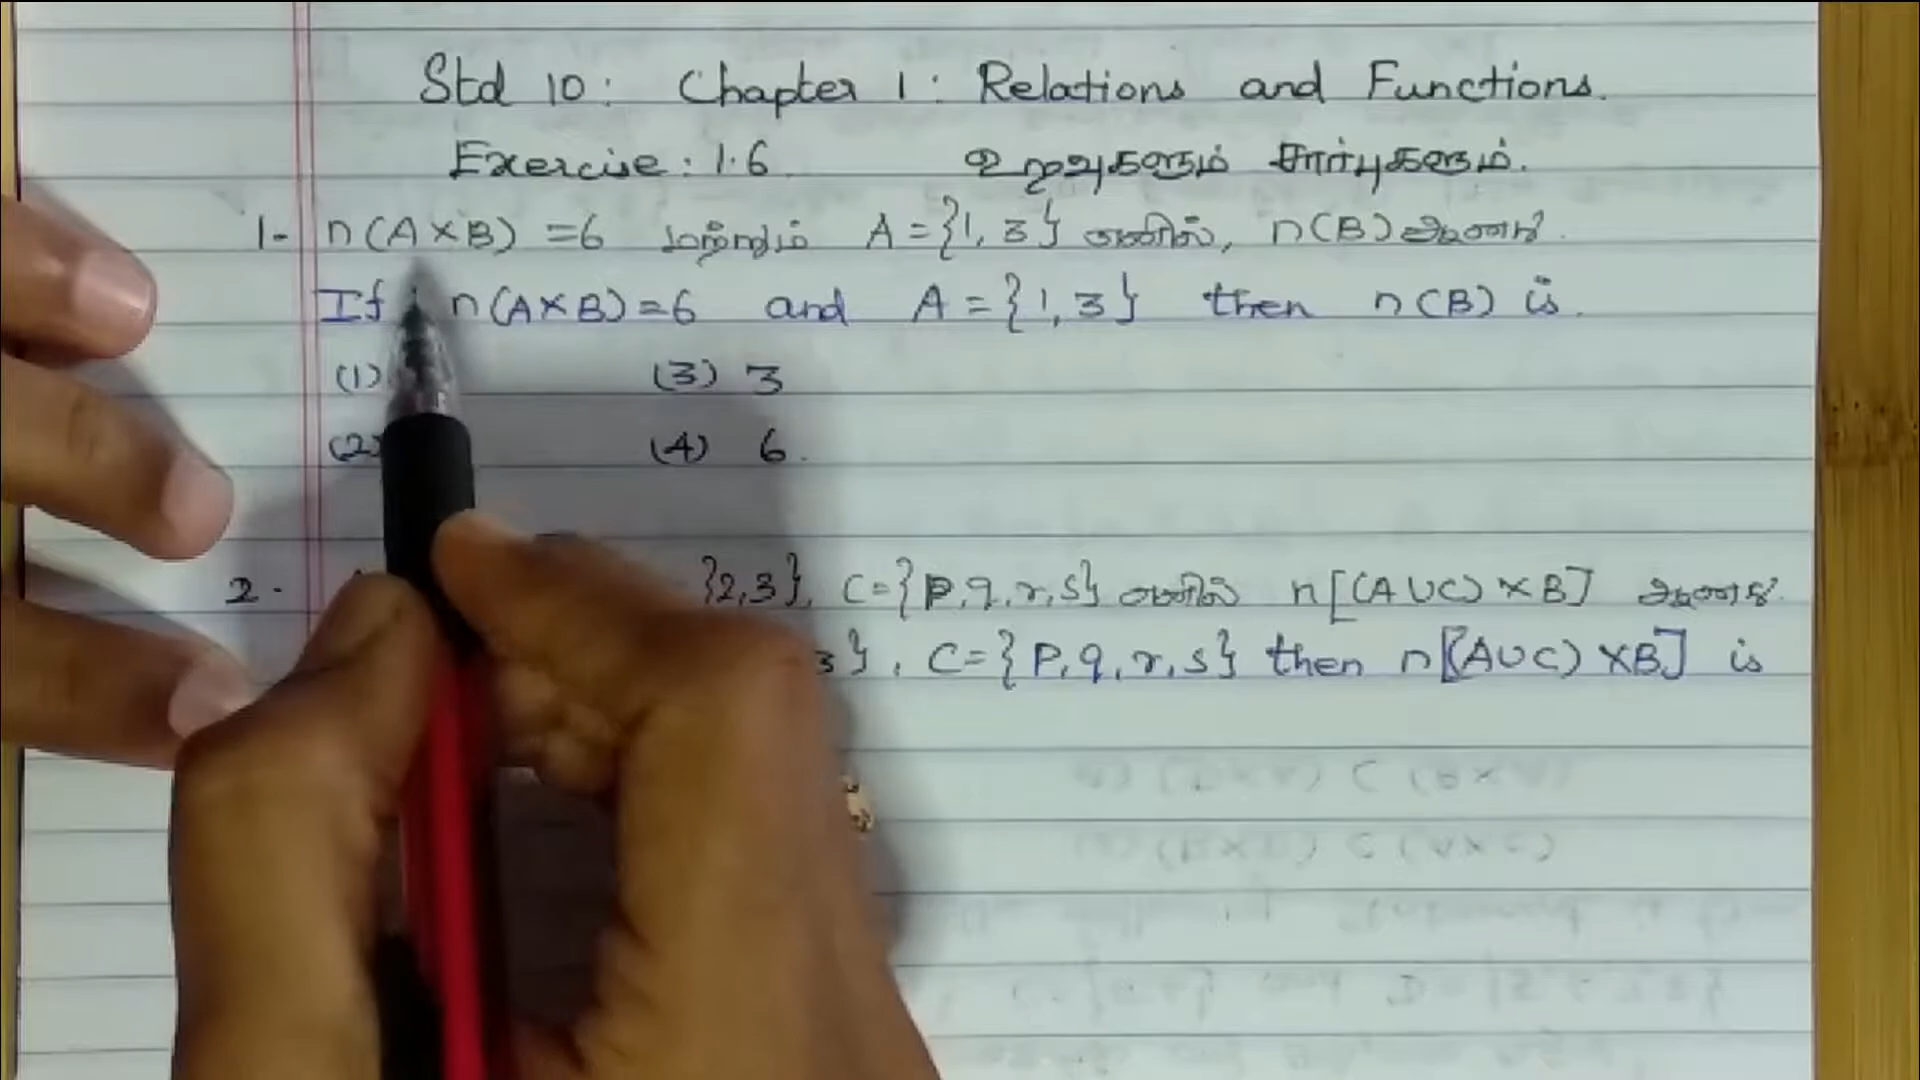 Std 10: Chapter 1: Relations and Functions.
Exercise: 1.6 உறவுகளும் சார்புகளும்.
1- n(A×B) =6 மற்றும் A={1,3} எனில், n(B) ஆனது.
If n(A×B)=6 and A={1,3} then n(B) is.
(1) (3) 3
(2) (4) 6.
2- {2,3}, C={p,q,r,s} எனில் n[(A∪C)×B] ஆனது.
3}, C={p,q,r,s} then n[(A∪C)×B] is